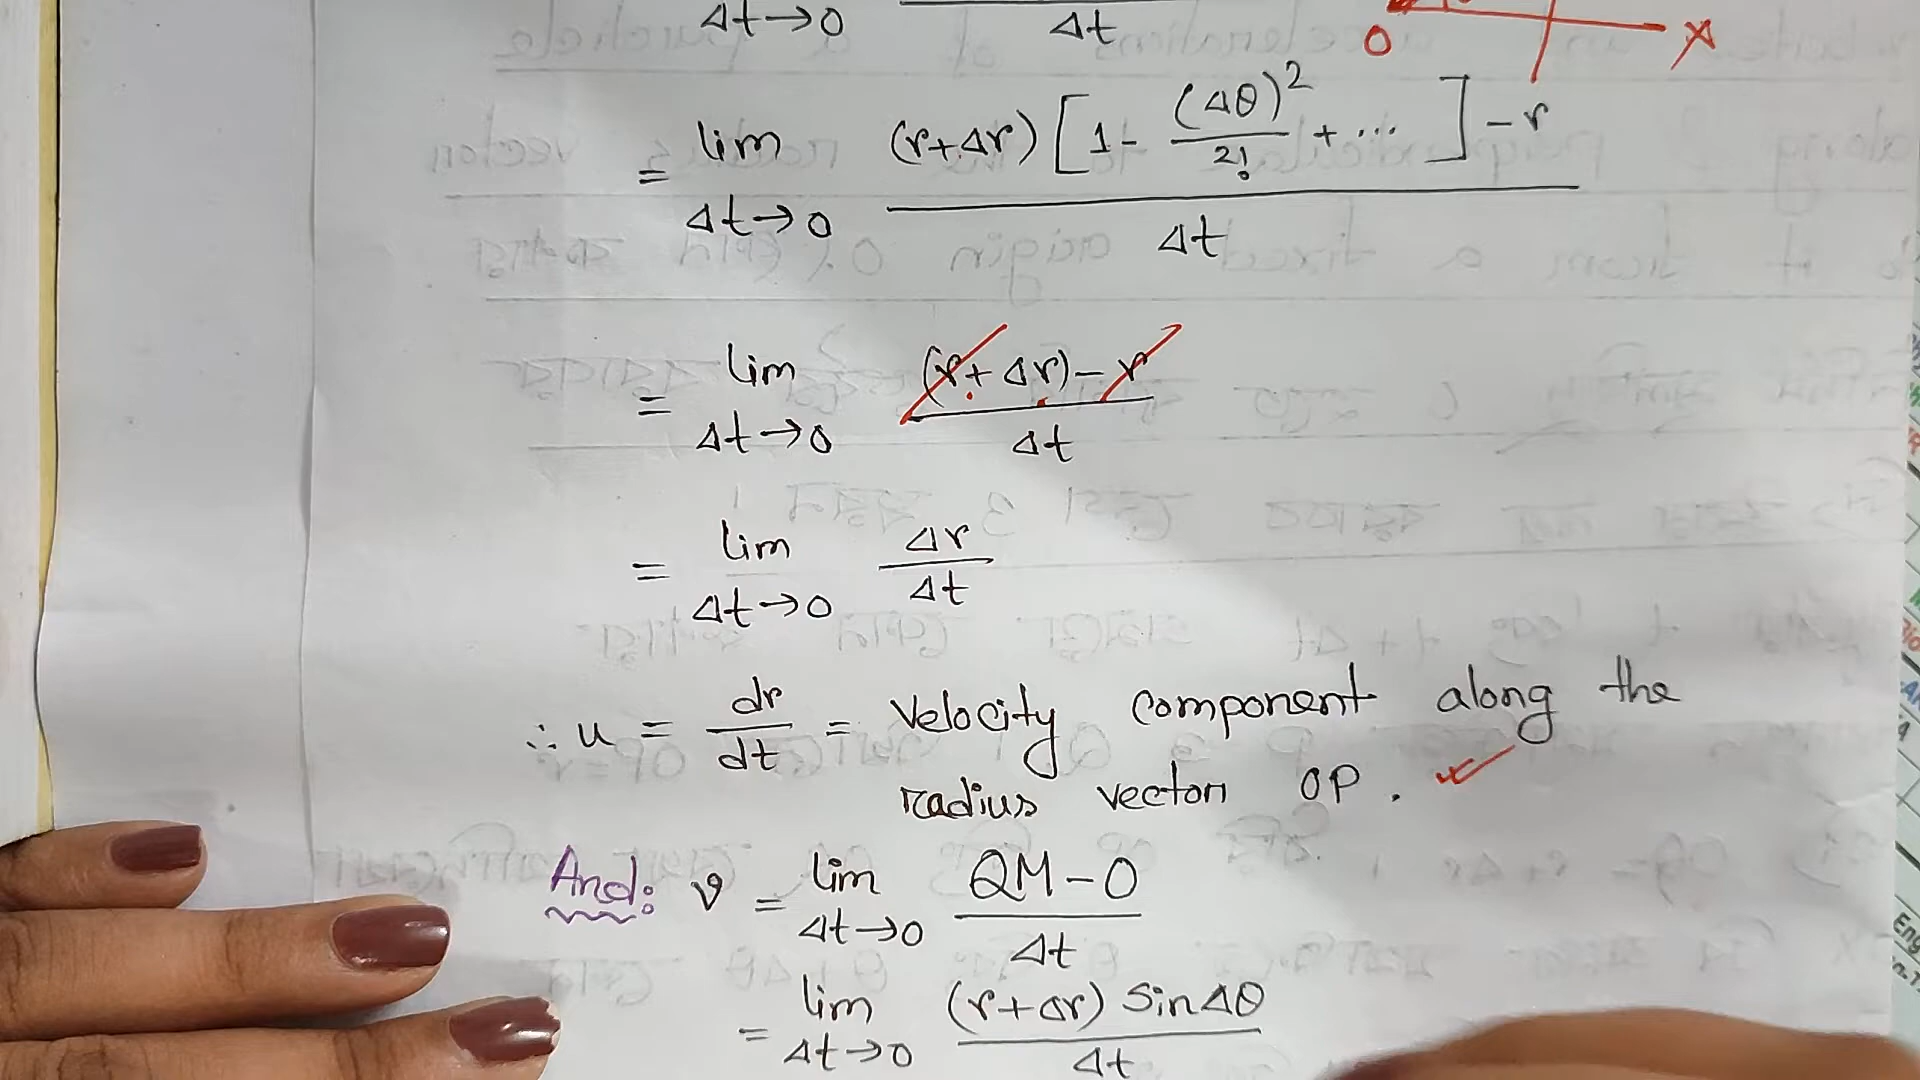 Δt→0 Δt
O X
= lim Δt→0 (r+Δr) [1- (Δθ)²/2! + ... ] - r / Δt
= lim Δt→0 (r+Δr)-r / Δt
= lim Δt→0 Δr/Δt
∴ u = dr/dt = Velocity component along the
radius vector OP.
And: v = lim Δt→0 QM-0 / Δt
= lim Δt→0 (r+Δr) SinΔθ / Δt
Eng